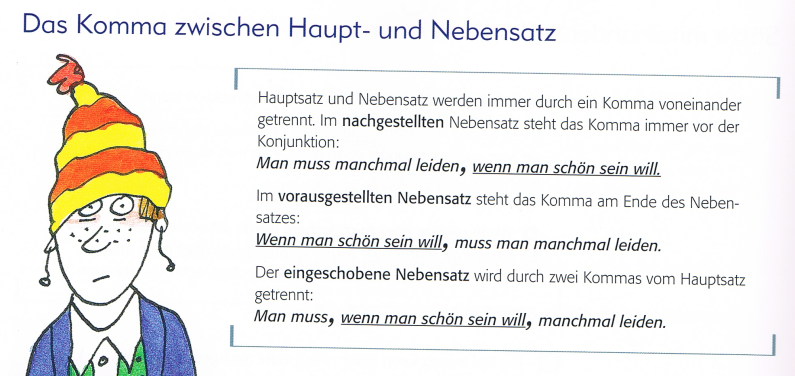 Das Komma zwischen Haupt- und Nebensatz
Hauptsatz und Nebensatz werden immer durch ein Komma voneinander
getrennt. Im nachgestellten Nebensatz steht das Komma immer vor der
Konjunktion:
Man muss manchmal leiden, wenn man schön sein will.
Im vorausgestellten Nebensatz steht das Komma am Ende des Neben-
satzes:
Wenn man schön sein will, muss man manchmal leiden.
Der eingeschobene Nebensatz wird durch zwei Kommas vom Hauptsatz
getrennt:
Man muss, wenn man schön sein will, manchmal leiden.